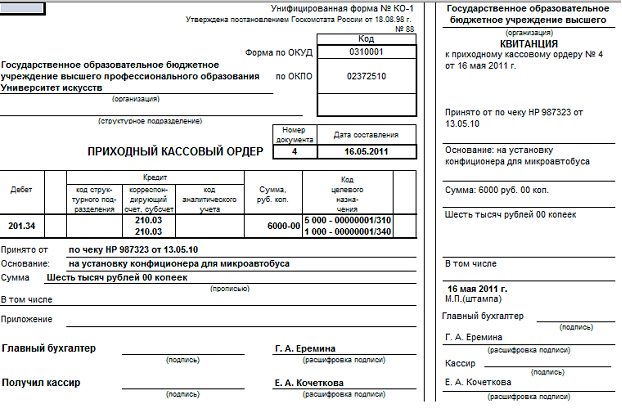 Унифицированная форма № КО-1
Утверждена постановлением Госкомстата России от 18.08.98 г.
№ 88
Код
Форма по ОКУД 0310001
Государственное образовательное бюджетное
учреждение высшего профессионального образования
Университет искусств
по ОКПО 02372510
(организация)
(структурное подразделение)
ПРИХОДНЫЙ КАССОВЫЙ ОРДЕР
Номер документа
Дата составления
4
16.05.2011
Дебет
Кредит
код струк-
турного под-
разделения
корреспон-
дирующий
счет, субсчет
код
аналитического
учета
Сумма,
руб. коп.
Код
целевого
назна-
чения
201.34
210.03
210.03
6000-00
5 000 - 00000001/310
1 000 - 00000001/340
Принято от по чеку НР 987323 от 13.05.10
Основание: на установку конфиционера для микроавтобуса
Сумма Шесть тысяч рублей 00 копеек
(прописью)
В том числе
Приложение
Главный бухгалтер
Г. А. Еремина
(подпись)
(расшифровка подписи)
Получил кассир
Е. А. Кочеткова
(подпись)
(расшифровка подписи)
Государственное образовательное
бюджетное учреждение высшего
(организация)
КВИТАНЦИЯ
к приходному кассовому ордеру № 4
от 16 мая 2011 г.
Принято от по чеку НР 987323 от
13.05.10
Основание: на установку
конфиционера для микроавтобуса
Сумма: 6000 руб. 00 коп.
Шесть тысяч рублей 00 копеек
В том числе
16 мая 2011 г.
М.П.(штампа)
Главный бухгалтер
(подпись)
Г. А. Еремина
(расшифровка подписи)
Кассир
(подпись)
Е. А. Кочеткова
(расшифровка подписи)